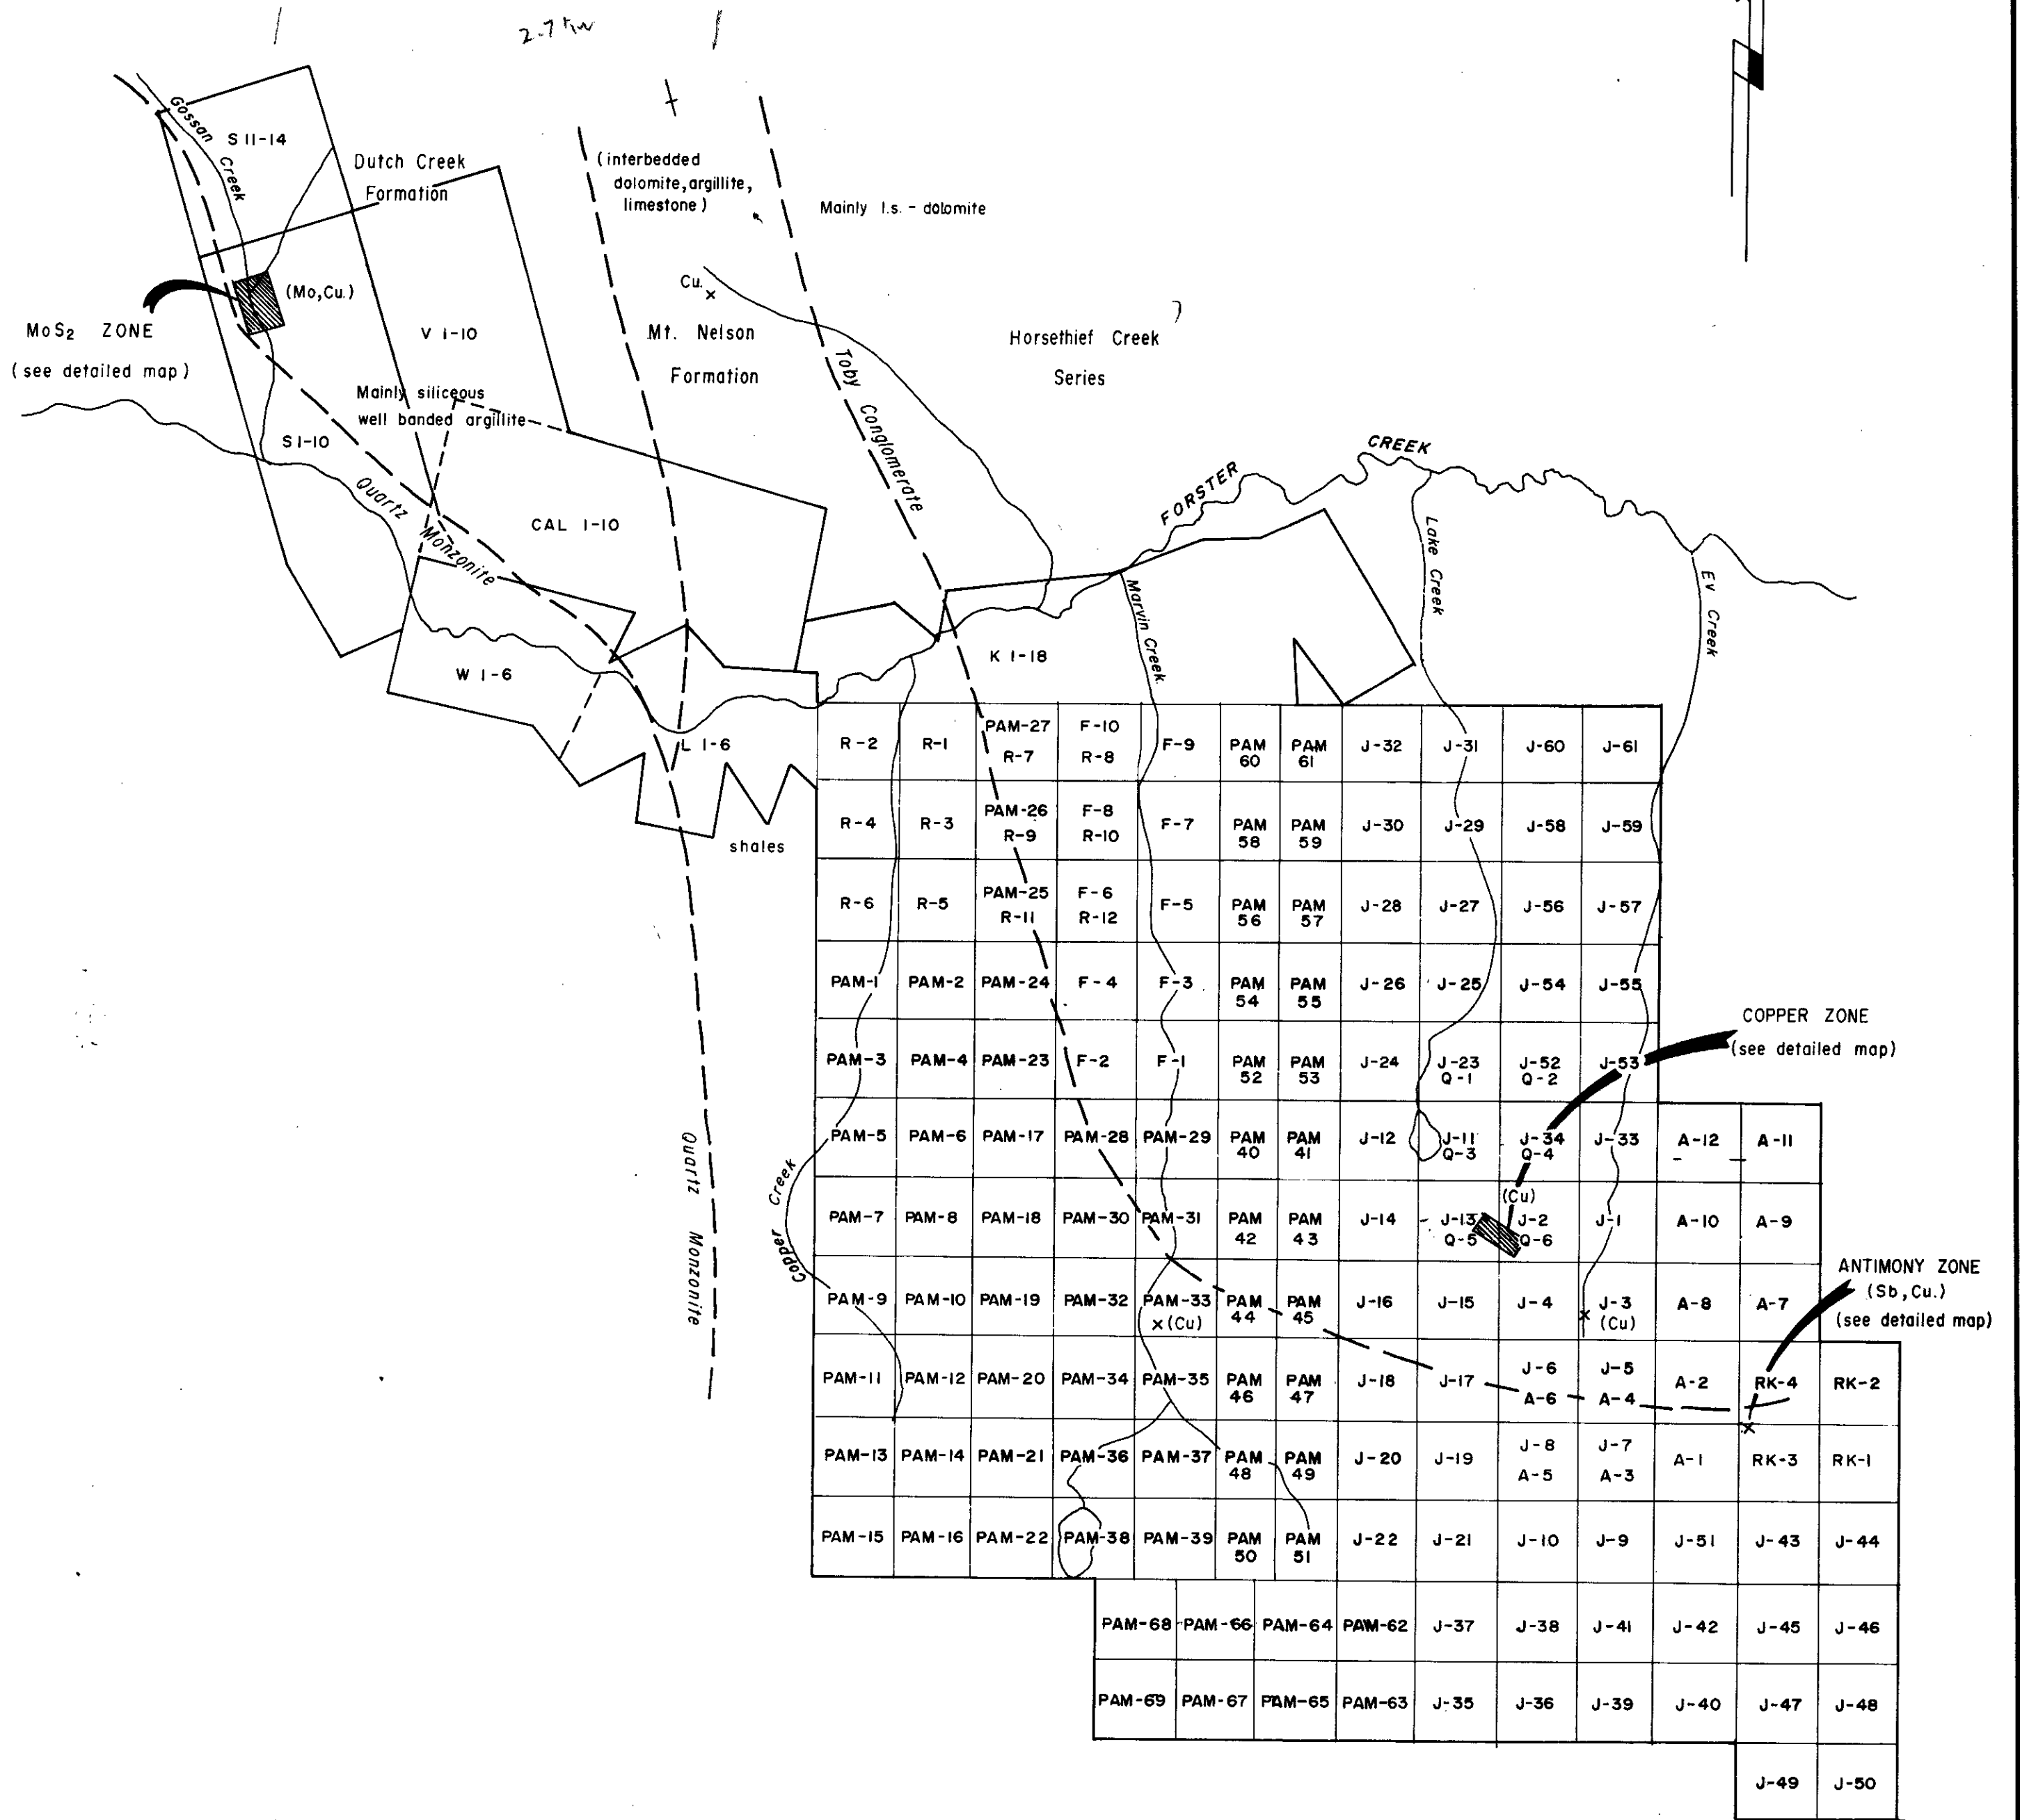 2.7 km
Gossan Creek
S 11-14
Dutch Creek
Formation
(interbedded
dolomite, argillite,
limestone)
Mainly l.s. - dolomite
(Mo,Cu.)
Cu.
x
MoS2 ZONE
(see detailed map)
V 1-10
Mt. Nelson
Formation
Toby Conglomerate
Horsethief Creek
Series
Mainly siliceous
well banded argillite
S 1-10
Quartz Monzonite
CAL 1-10
FORSTER CREEK
Lake Creek
Ev Creek
Marvin Creek
W 1-6
K 1-18
L 1-6
shales
R-2 R-1 PAM-27 F-10 F-9 PAM PAM J-32 J-31 J-60 J-61
R-7 R-8 60 61
R-4 R-3 PAM-26 F-8 F-7 PAM PAM J-30 J-29 J-58 J-59
R-9 R-10 58 59
R-6 R-5 PAM-25 F-6 F-5 PAM PAM J-28 J-27 J-56 J-57
R-11 R-12 56 57
PAM-1 PAM-2 PAM-24 F-4 F-3 PAM PAM J-26 J-25 J-54 J-55
54 55
COPPER ZONE
(see detailed map)
PAM-3 PAM-4 PAM-23 F-2 F-1 PAM PAM J-24 J-23 J-52 J-53
52 53 Q-1 Q-2
PAM-5 PAM-6 PAM-17 PAM-28 PAM-29 PAM PAM J-12 J-11 J-34 J-33 A-12 A-11
40 41 Q-3 Q-4
Quartz Monzonite
Copper Creek
(Cu)
PAM-7 PAM-8 PAM-18 PAM-30 PAM-31 PAM PAM J-14 J-13 J-2 J-1 A-10 A-9
42 43 Q-5 Q-6
ANTIMONY ZONE
(Sb,Cu.)
(see detailed map)
PAM-9 PAM-10 PAM-19 PAM-32 PAM-33 PAM PAM J-16 J-15 J-4 J-3 A-8 A-7
x (Cu) 44 45 x (Cu)
PAM-11 PAM-12 PAM-20 PAM-34 PAM-35 PAM PAM J-18 J-17 J-6 J-5 A-2 RK-4 RK-2
46 47 A-6 A-4
x
PAM-13 PAM-14 PAM-21 PAM-36 PAM-37 PAM PAM J-20 J-19 J-8 J-7 A-1 RK-3 RK-1
48 49 A-5 A-3
PAM-15 PAM-16 PAM-22 PAM-38 PAM-39 PAM PAM J-22 J-21 J-10 J-9 J-51 J-43 J-44
50 51
PAM-68 PAM-66 PAM-64 PAM-62 J-37 J-38 J-41 J-42 J-45 J-46
PAM-69 PAM-67 PAM-65 PAM-63 J-35 J-36 J-39 J-40 J-47 J-48
J-49 J-50